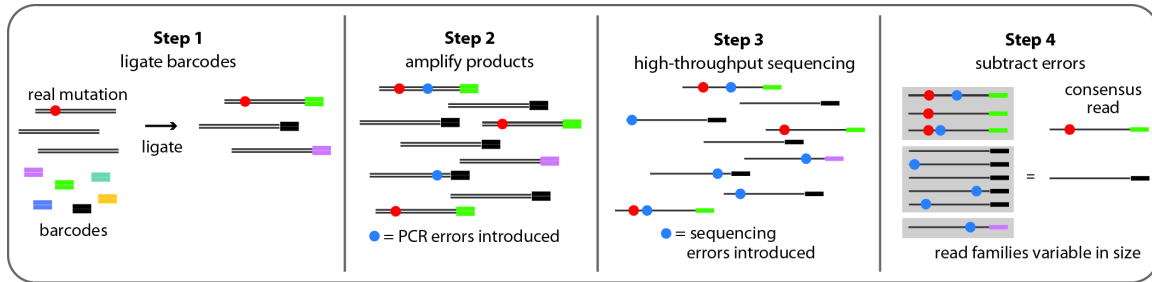 Step 1
ligate barcodes
real mutation
ligate
barcodes
Step 2
amplify products
= PCR errors introduced
Step 3
high-throughput sequencing
= sequencing
errors introduced
Step 4
subtract errors
consensus
read
=
read families variable in size